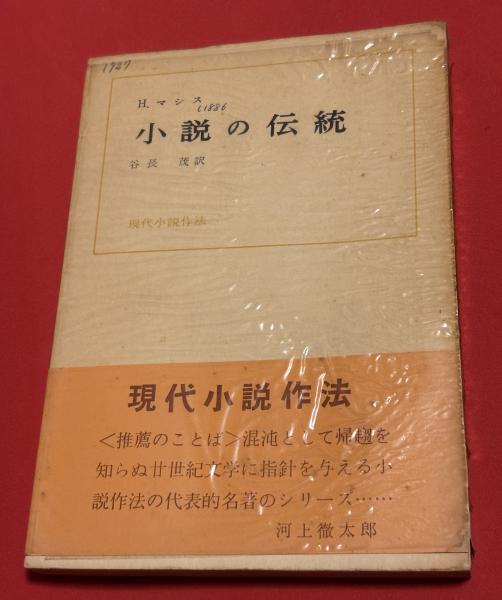 1927
H.マシス
(1886
小説の伝統
谷長 茂訳
現代小説作法
現代小説作法
＜推薦のことば＞混沌として帰趨を
知らぬ廿世紀文学に指針を与える小
説作法の代表的名著のシリーズ……
河上徹太郎